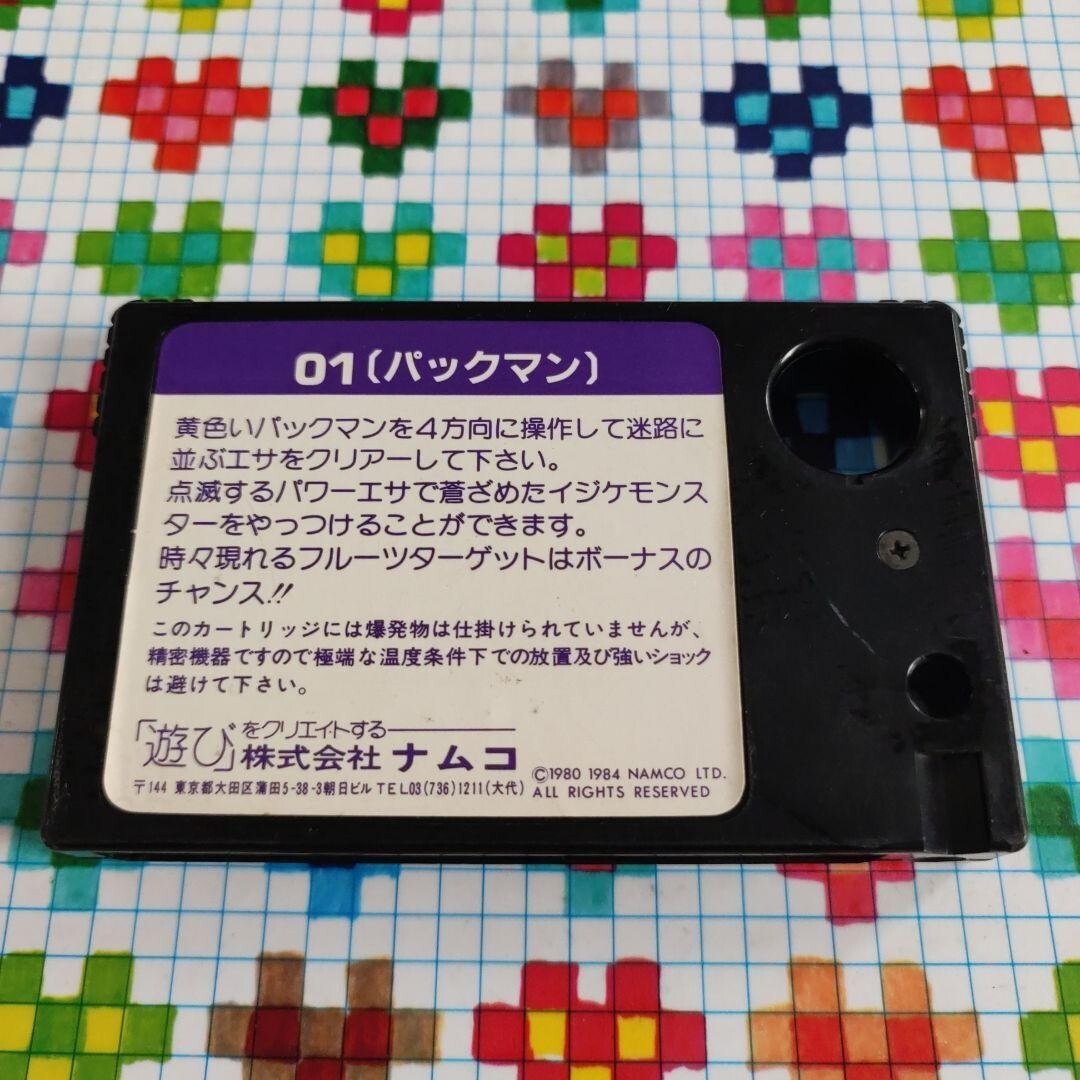 01(パックマン)
黄色いパックマンを4方向に操作して迷路に
並ぶエサをクリアーして下さい。
点滅するパワーエサで蒼ざめたイジケモンス
ターをやっつけることができます。
時々現れるフルーツターゲットはボーナスの
チャンス!!
このカートリッジには爆発物は仕掛けられていませんが、
精密機器ですので極端な温度条件下での放置及び強いショック
は避けて下さい。
「遊び」をクリエイトする
株式会社 ナムコ
〒144 東京都大田区蒲田5-38-3朝日ビル TEL03(736)1211(大代)
©1980 1984 NAMCO LTD.
ALL RIGHTS RESERVED